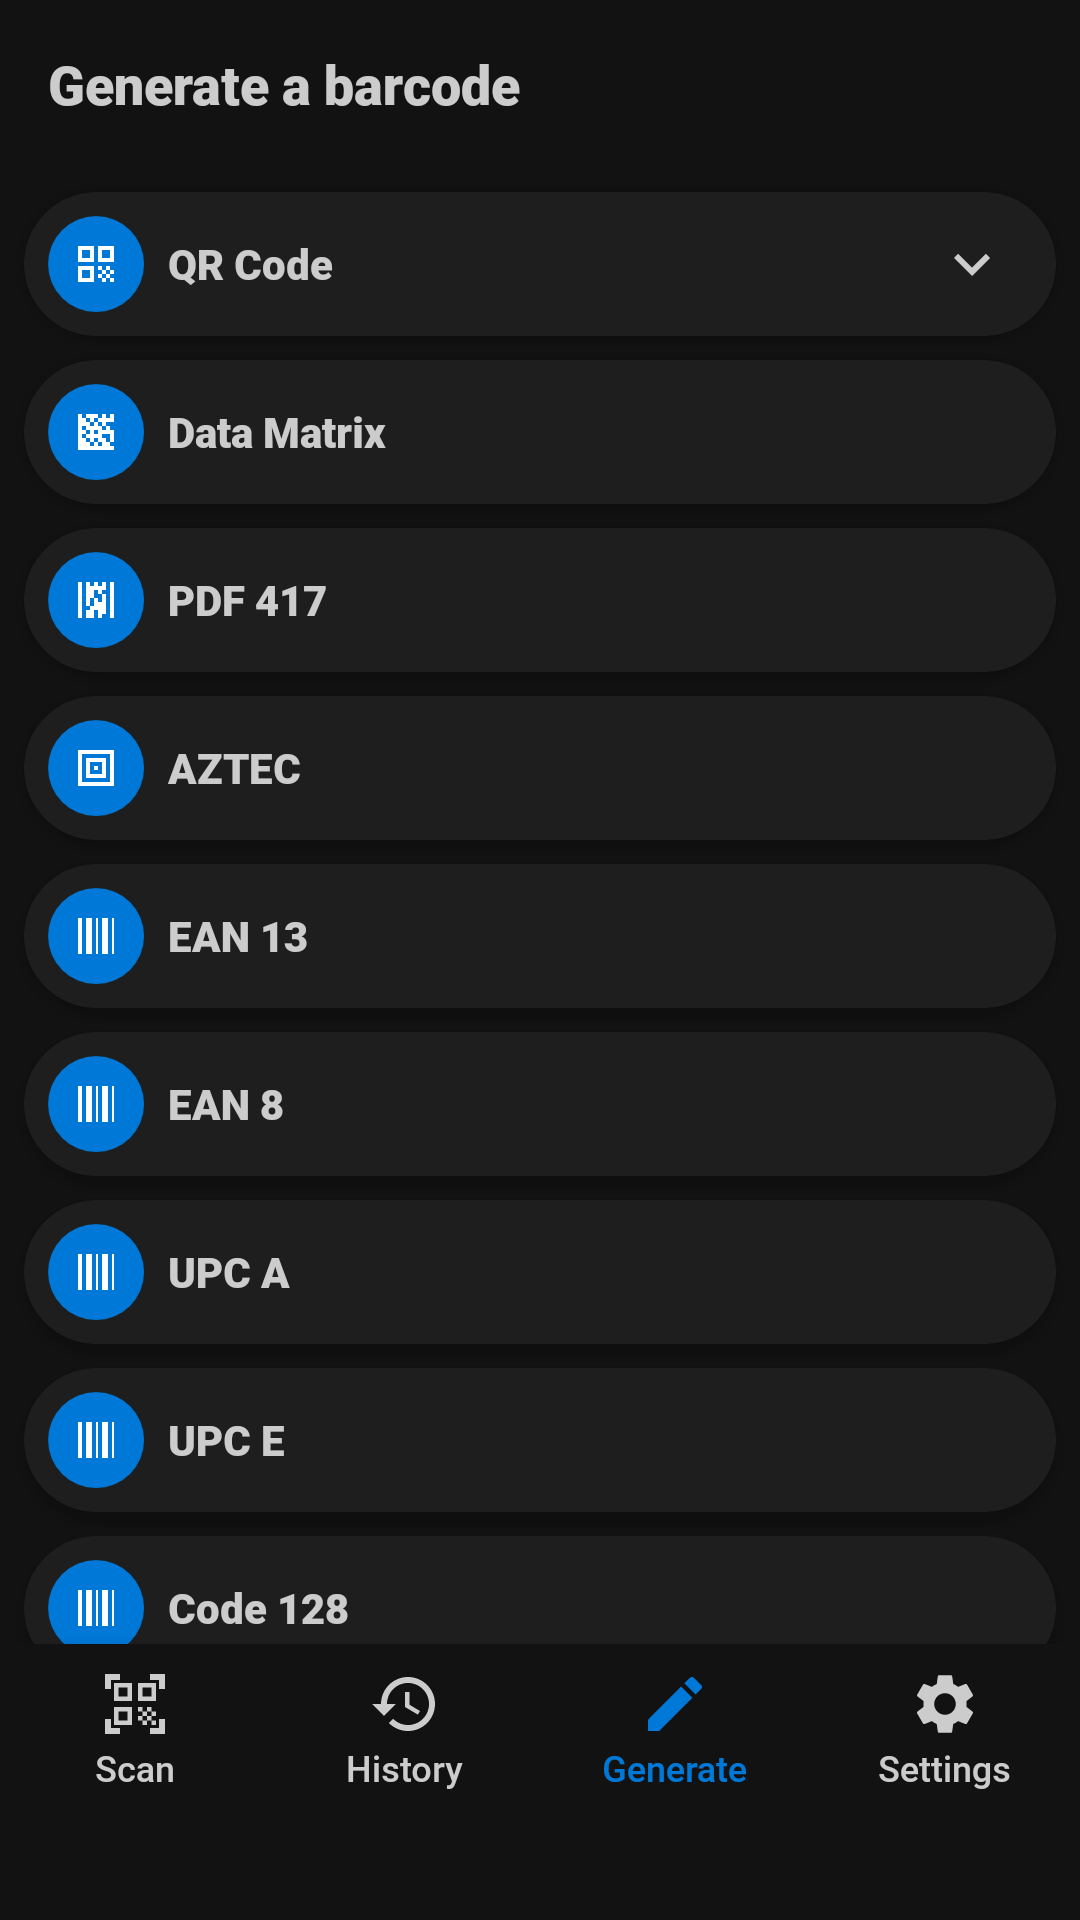 Generate a barcode
QR Code
Data Matrix
PDF 417
AZTEC
EAN 13
EAN 8
UPC A
UPC E
Code 128
Scan
History
Generate
Settings